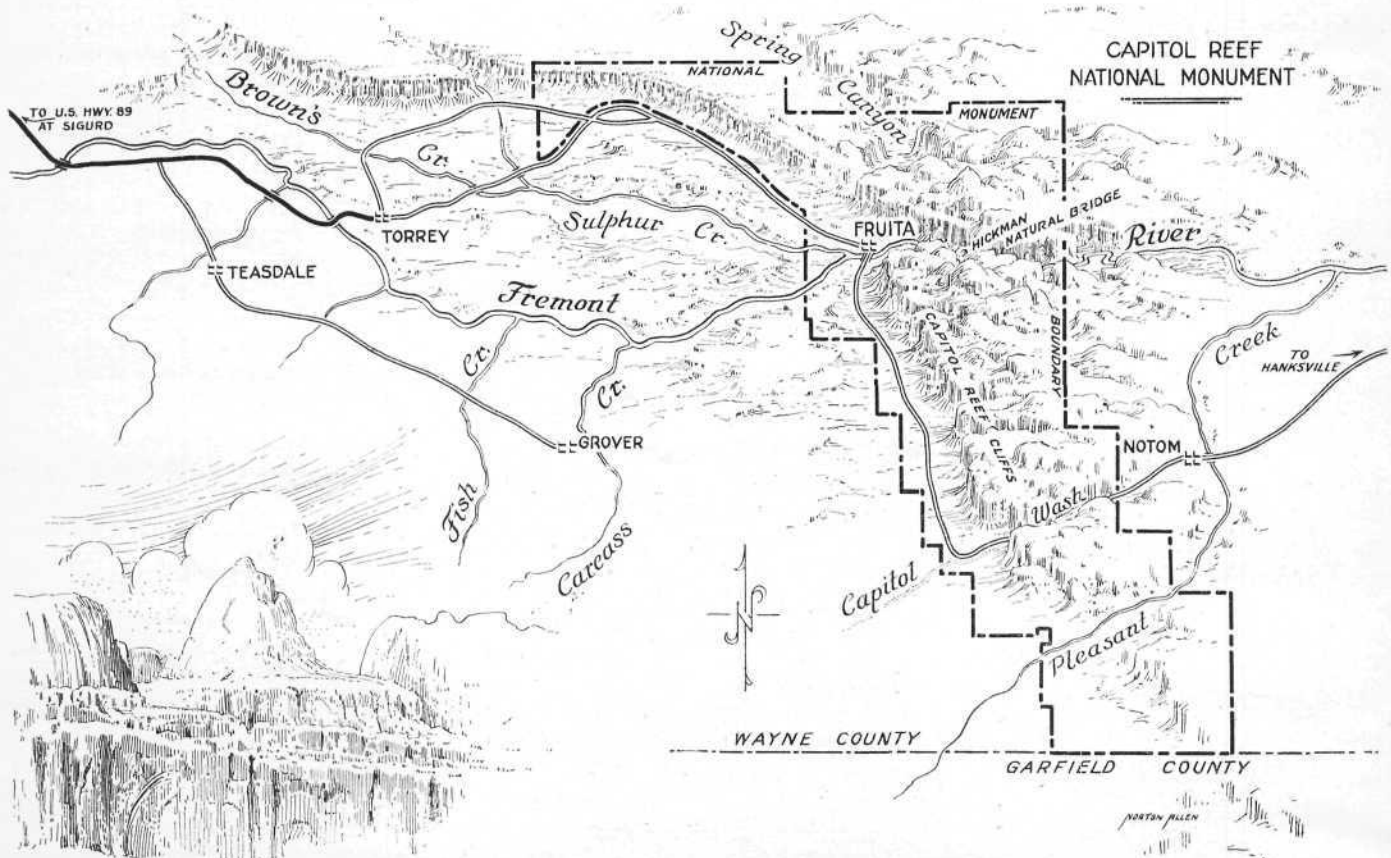 CAPITOL REEF
NATIONAL MONUMENT
Spring
Canyon
NATIONAL
MONUMENT
TO U.S. HWY. 89
AT SIGURD
Brown's
Cr.
TORREY
TEASDALE
Sulphur Cr.
FRUITA
HICKMAN
NATURAL BRIDGE
River
Fremont
Cr.
Cr.
GROVER
Fish
Carcass
CAPITOL REEF CLIFFS
BOUNDARY
Creek
TO
HANKSVILLE
NOTOM
Wash
Capitol
N
Pleasant
WAYNE COUNTY
GARFIELD COUNTY
NORTON ALLEN